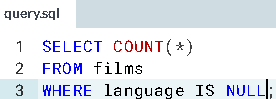 query.sql
1 SELECT COUNT(*)
2 FROM films
3 WHERE language IS NULL;